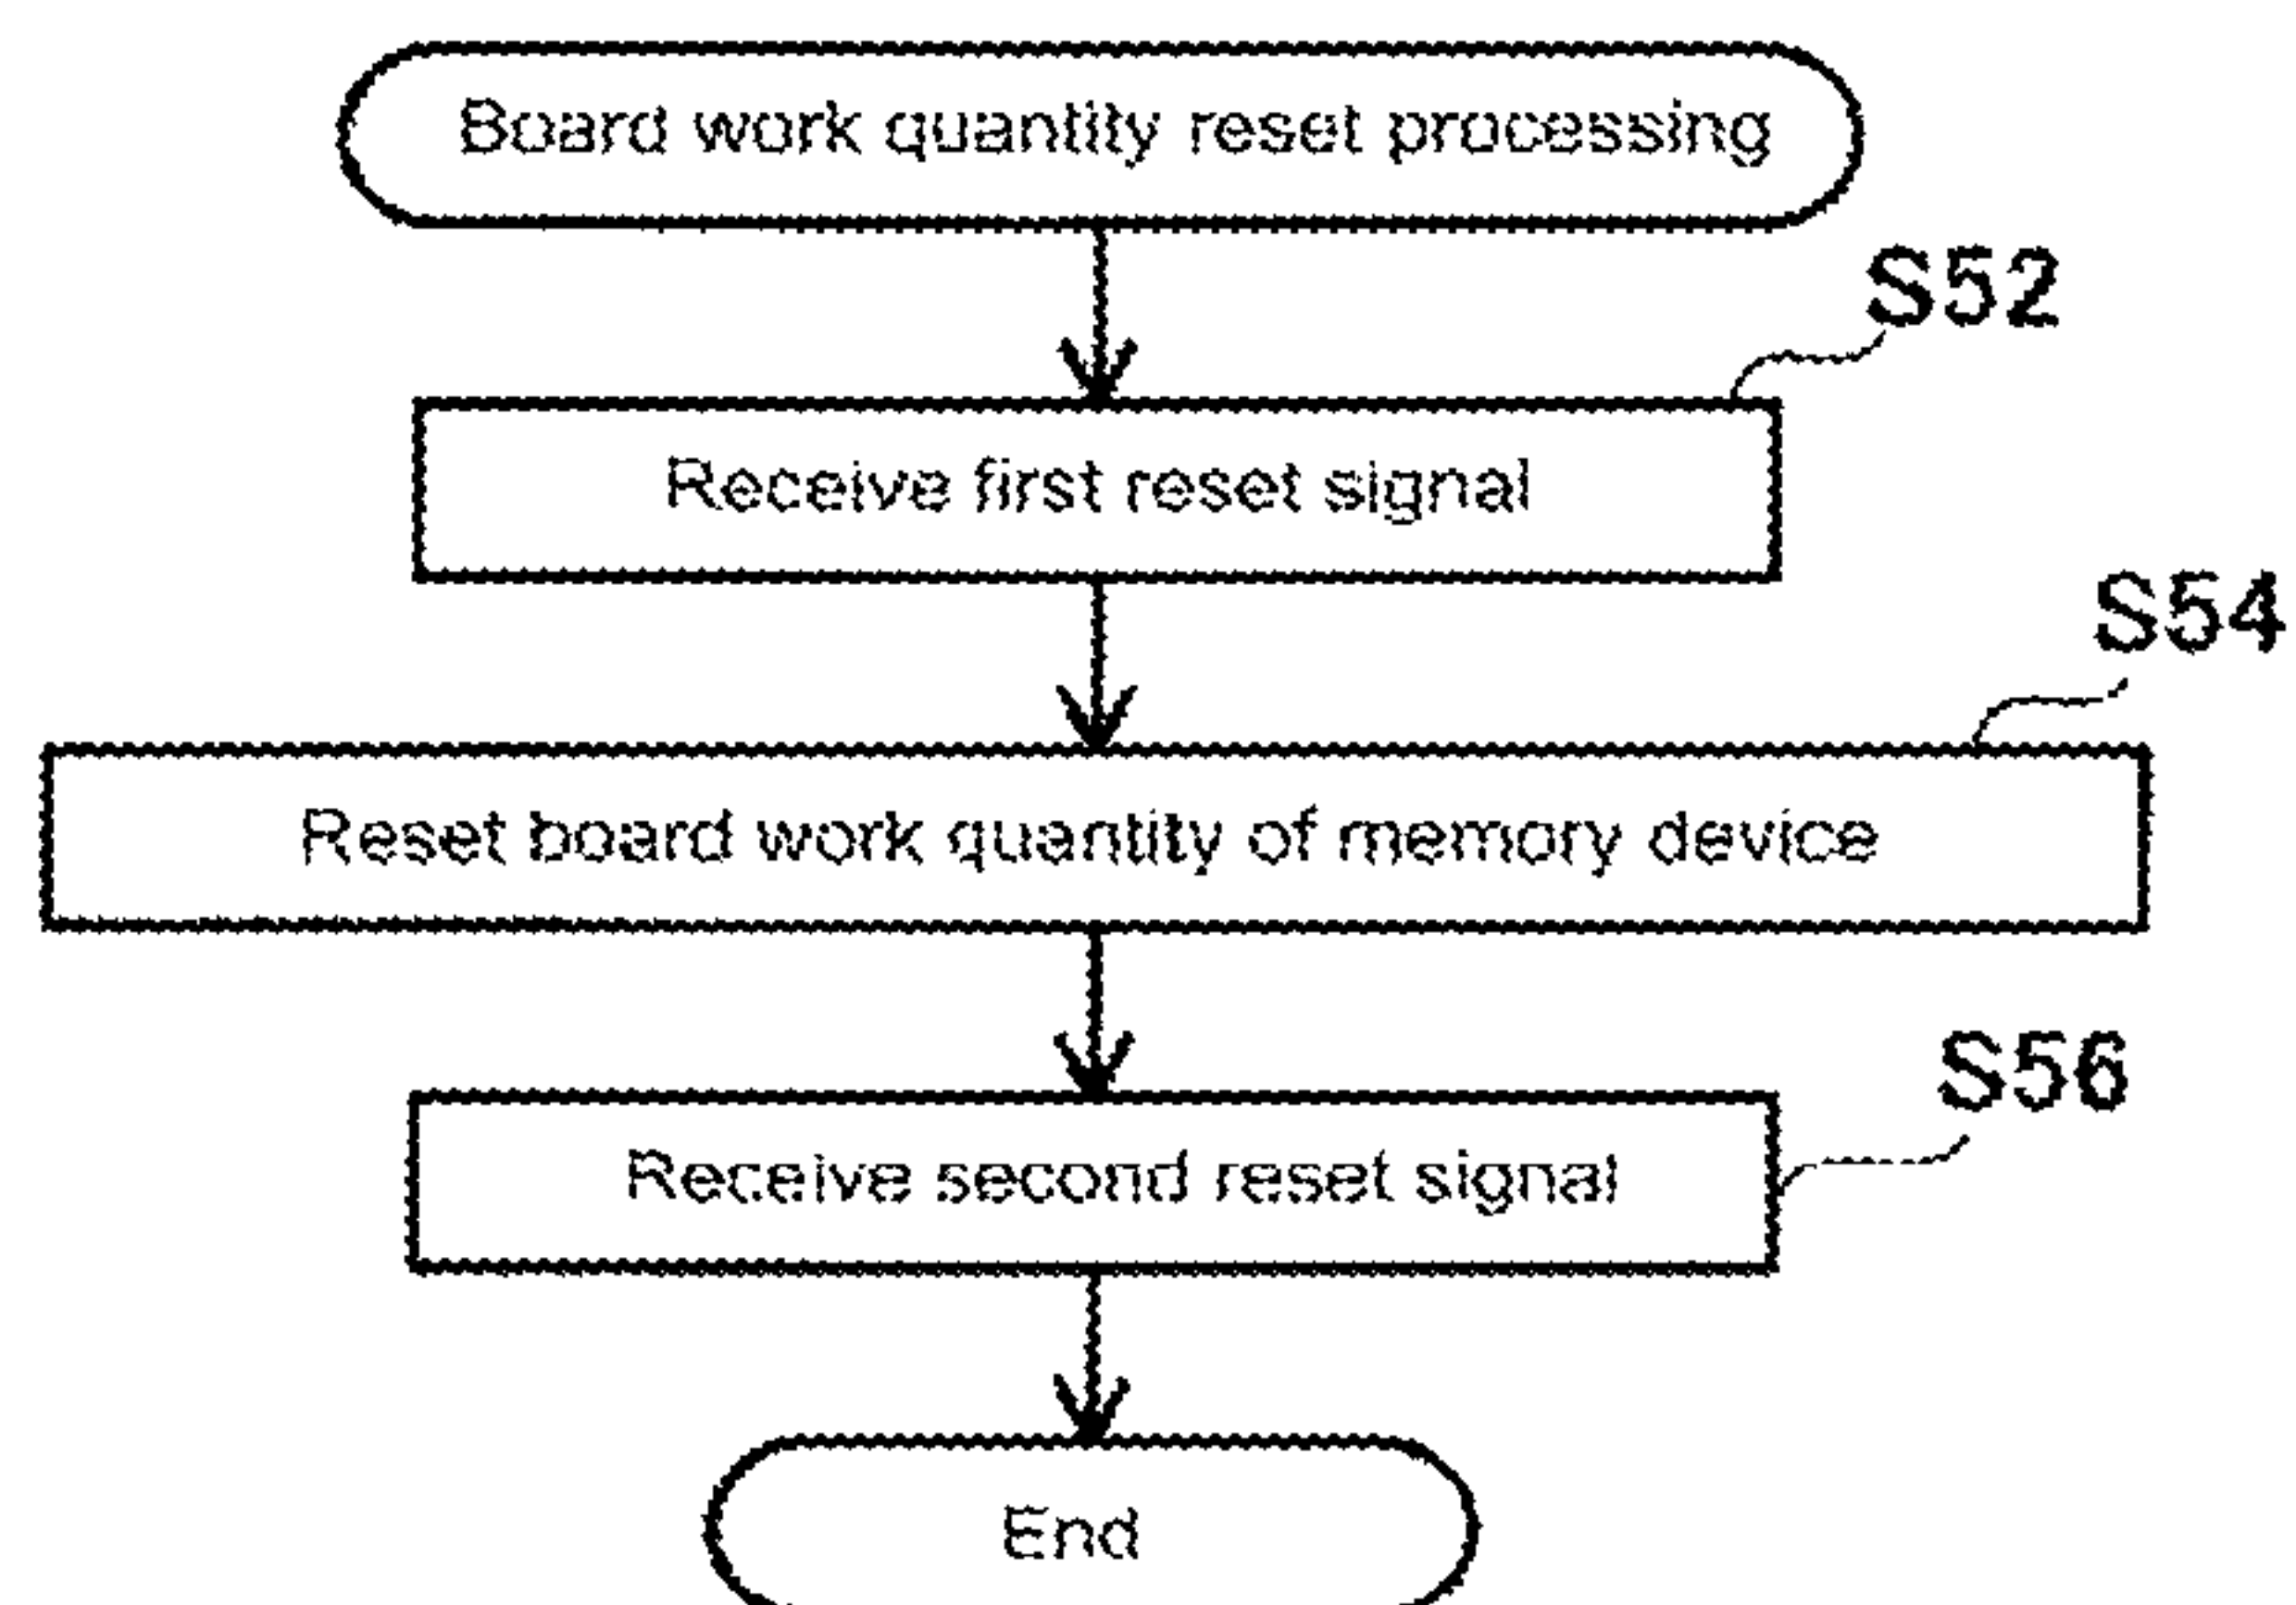 Board work quantity reset processing
S52
Receive first reset signal
S54
Reset board work quantity of memory device
S56
Receive second reset signal
End